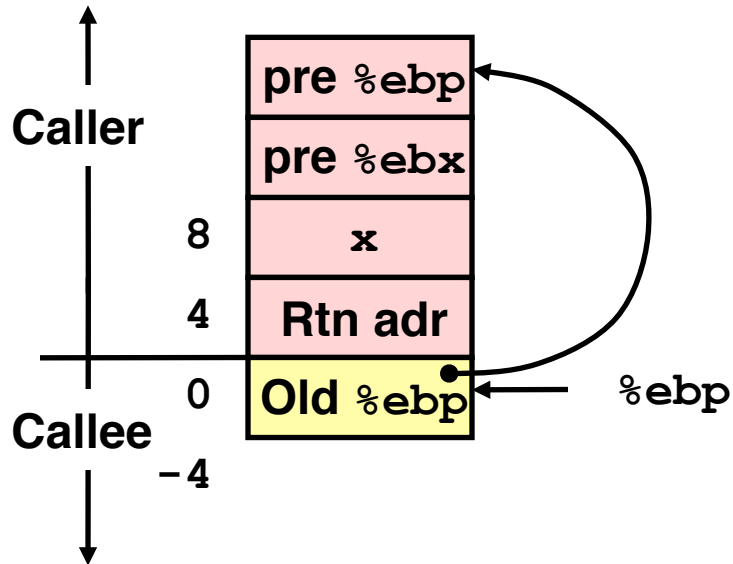 pre %ebp
Caller
pre %ebx
8 x
4 Rtn adr
0 Old %ebp %ebp
Callee
-4